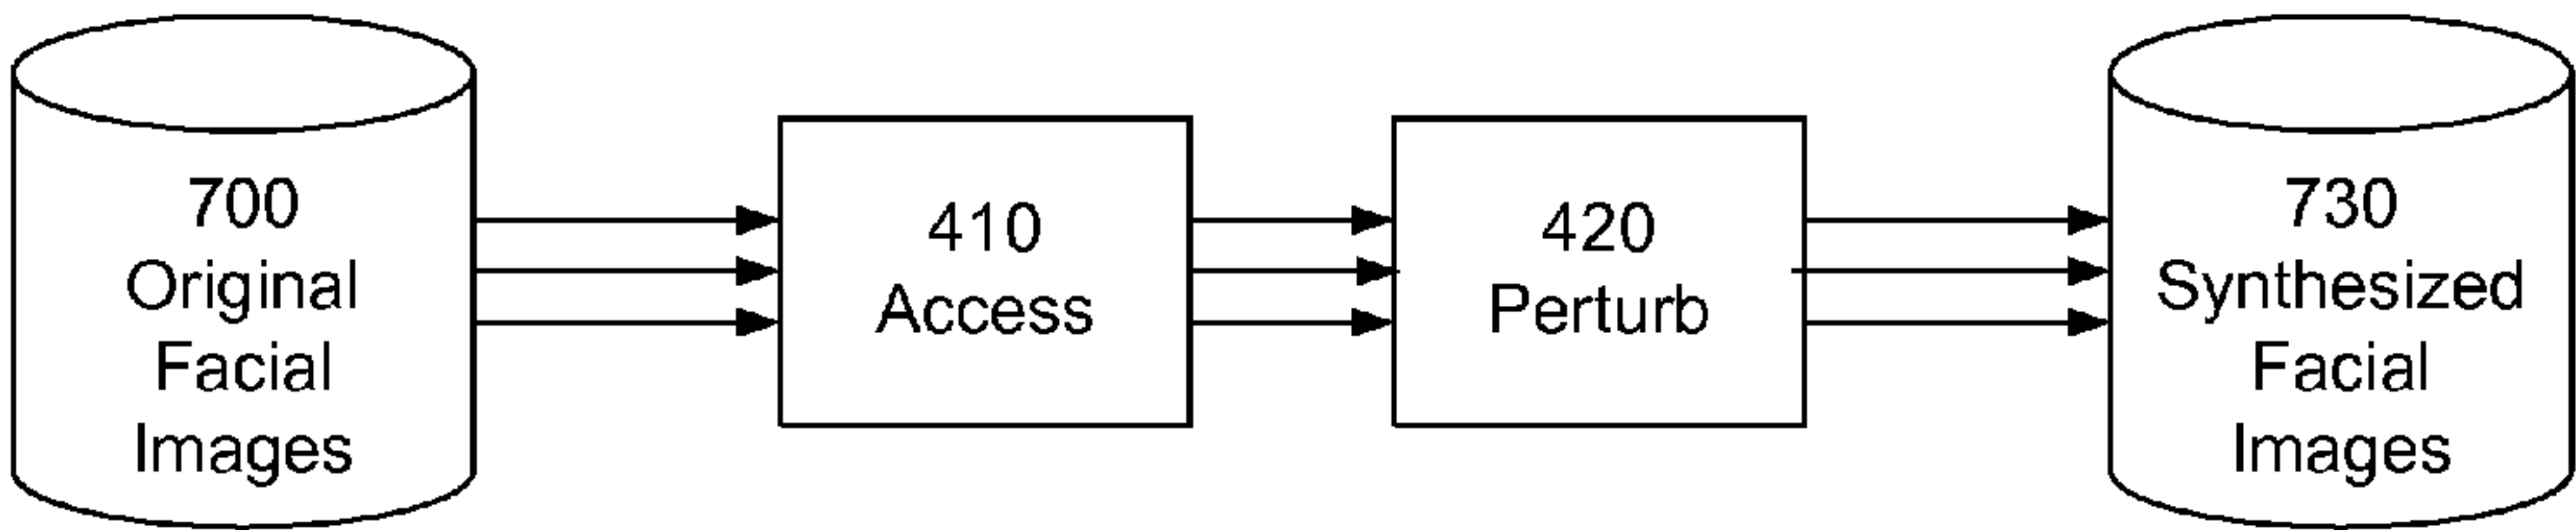 700
Original
Facial
Images
410
Access
420
Perturb
730
Synthesized
Facial
Images